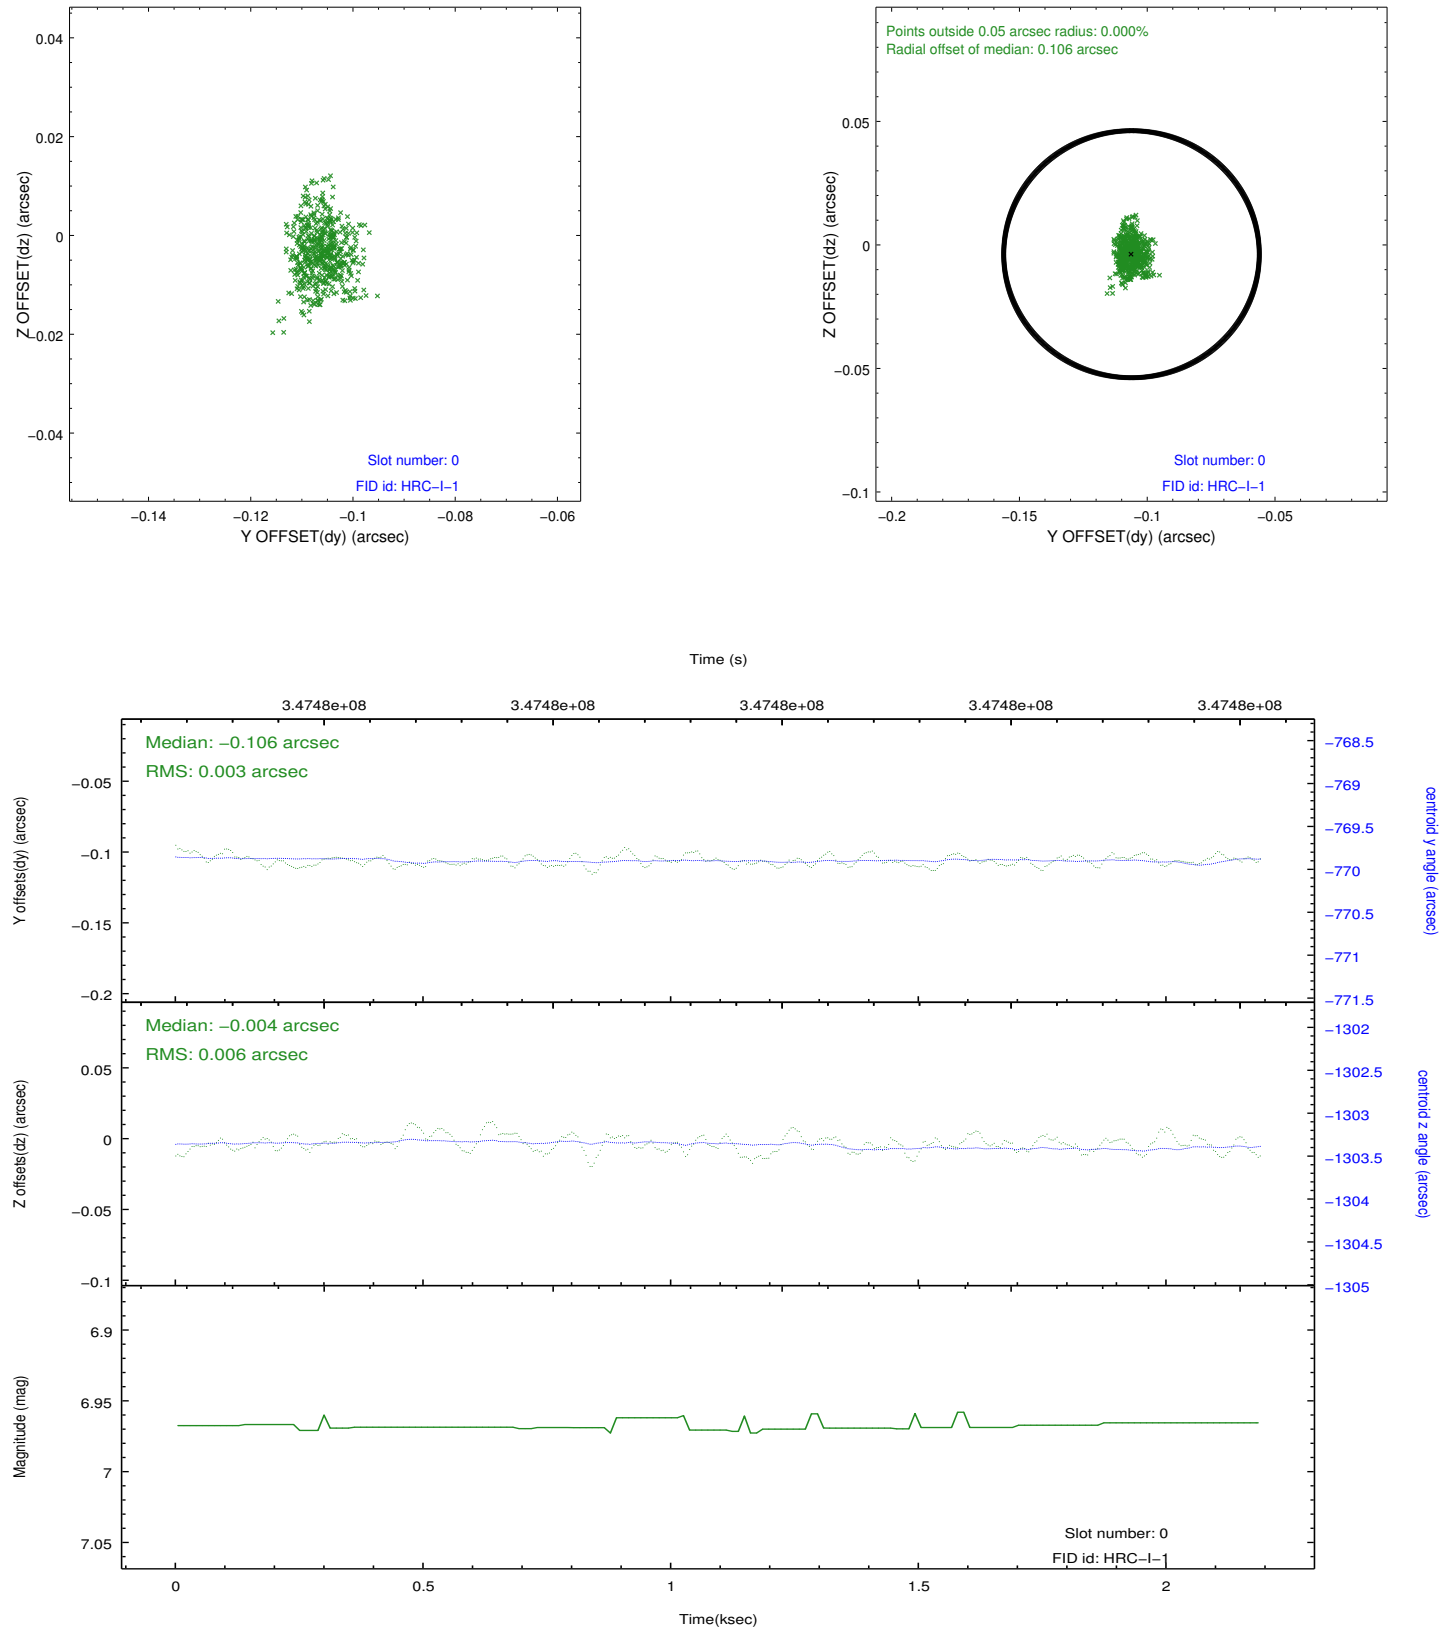 0.04
0.02
0
−0.02
−0.04
Z OFFSET(dz) (arcsec)
Slot number: 0
FID id: HRC−I−1
−0.14
−0.12
−0.1
−0.08
−0.06
Y OFFSET(dy) (arcsec)
Points outside 0.05 arcsec radius: 0.000%
Radial offset of median: 0.106 arcsec
0.05
0
−0.05
−0.1
Z OFFSET(dz) (arcsec)
Slot number: 0
FID id: HRC−I−1
−0.2
−0.15
−0.1
−0.05
Y OFFSET(dy) (arcsec)
Time (s)
3.4748e+08
3.4748e+08
3.4748e+08
3.4748e+08
3.4748e+08
Median: −0.106 arcsec
RMS: 0.003 arcsec
−0.05
−0.1
−0.15
−0.2
Y offsets(dy) (arcsec)
−768.5
−769
−769.5
−770
−770.5
−771
−771.5
centroid y angle (arcsec)
Median: −0.004 arcsec
RMS: 0.006 arcsec
0.05
0
−0.05
−0.1
Z offsets(dz) (arcsec)
−1302
−1302.5
−1303
−1303.5
−1304
−1304.5
−1305
centroid z angle (arcsec)
6.9
6.95
7
7.05
Magnitude (mag)
Slot number: 0
FID id: HRC−I−1
0
0.5
1
1.5
2
Time(ksec)